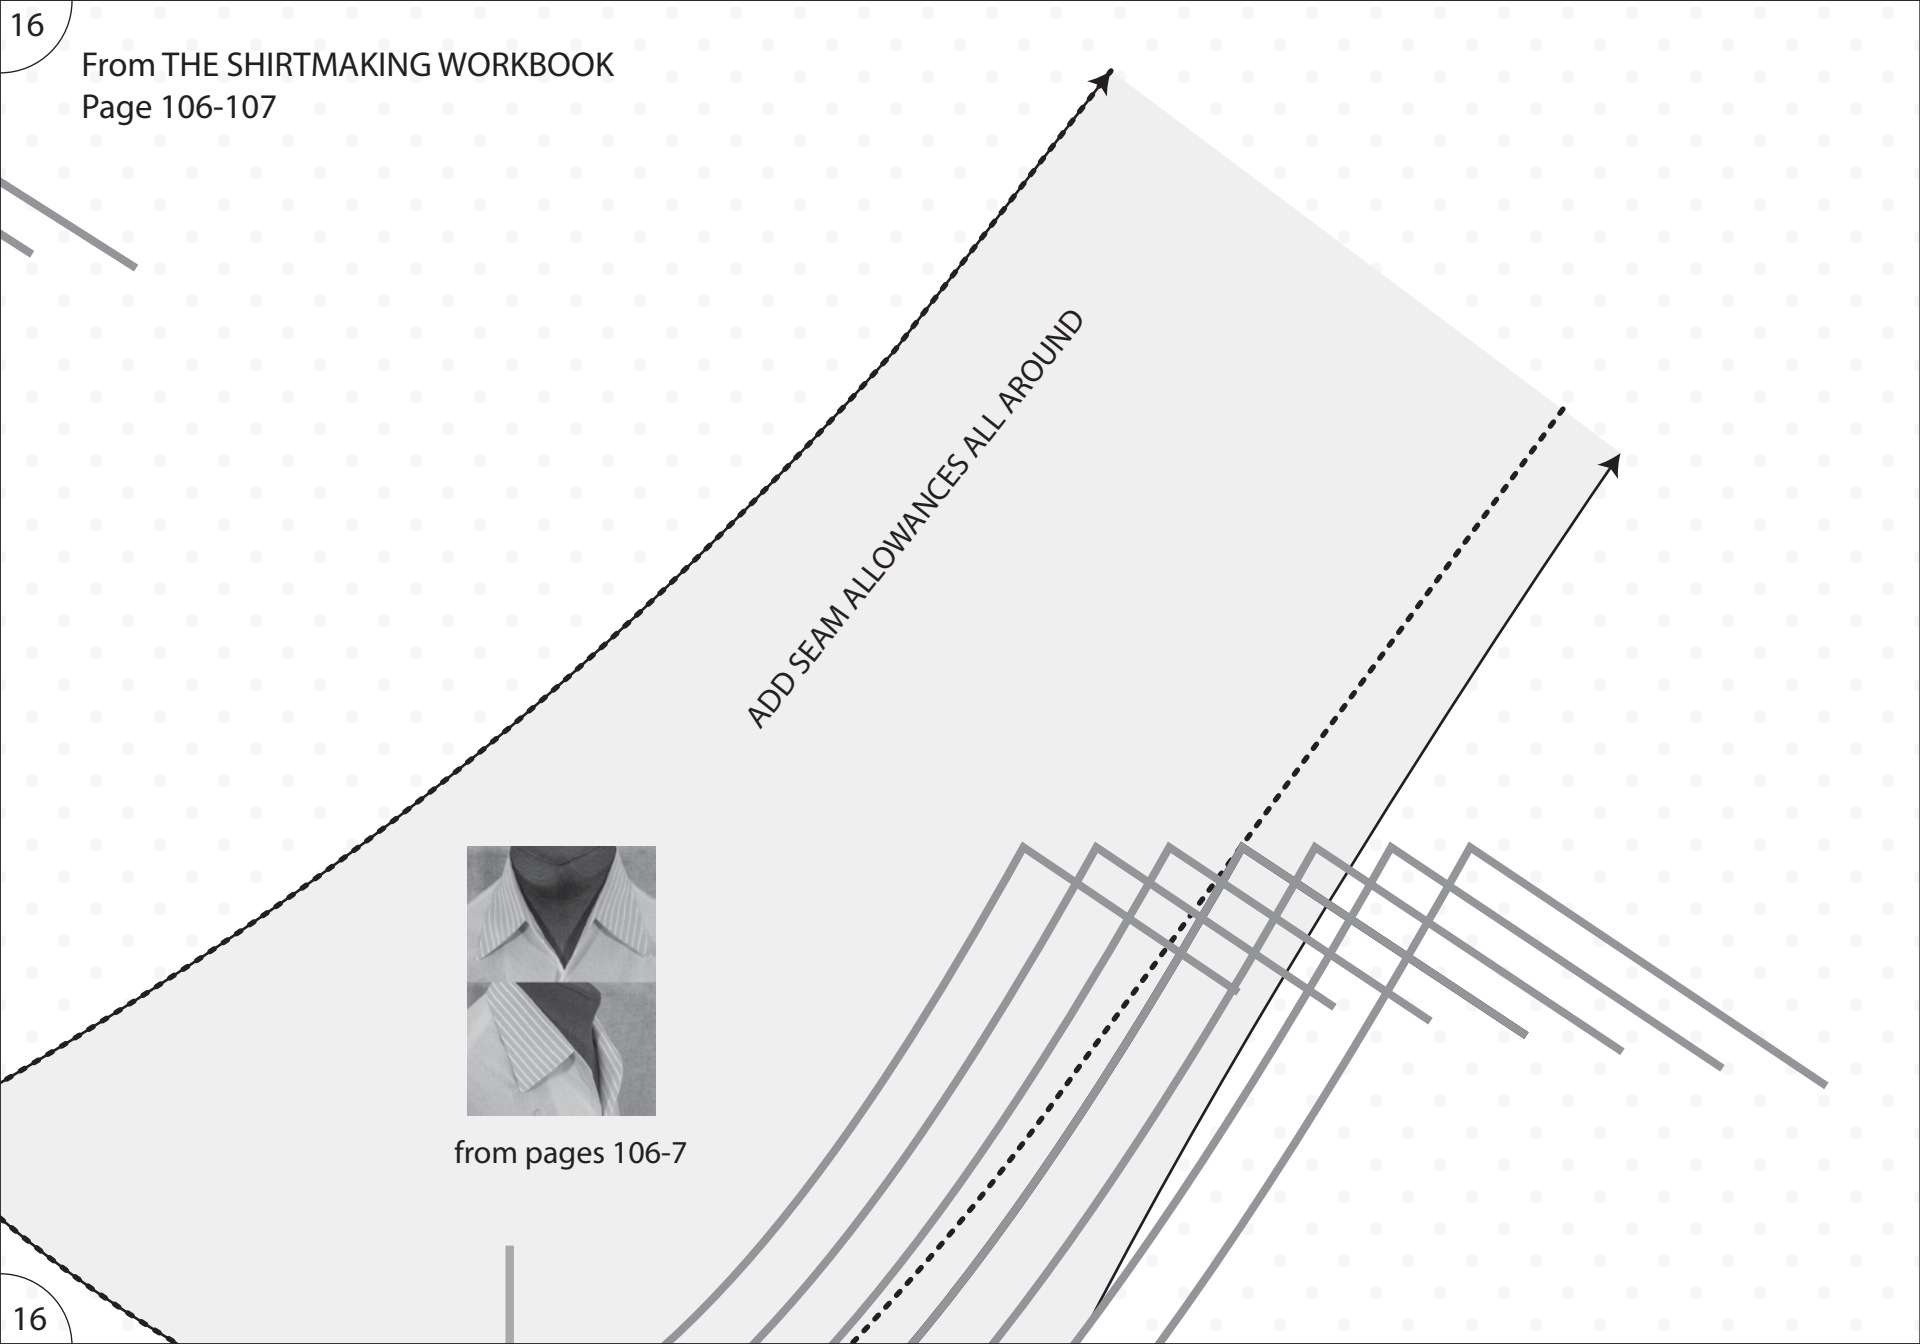 16
From THE SHIRTMAKING WORKBOOK
Page 106-107
ADD SEAM ALLOWANCES ALL AROUND
from pages 106-7
16